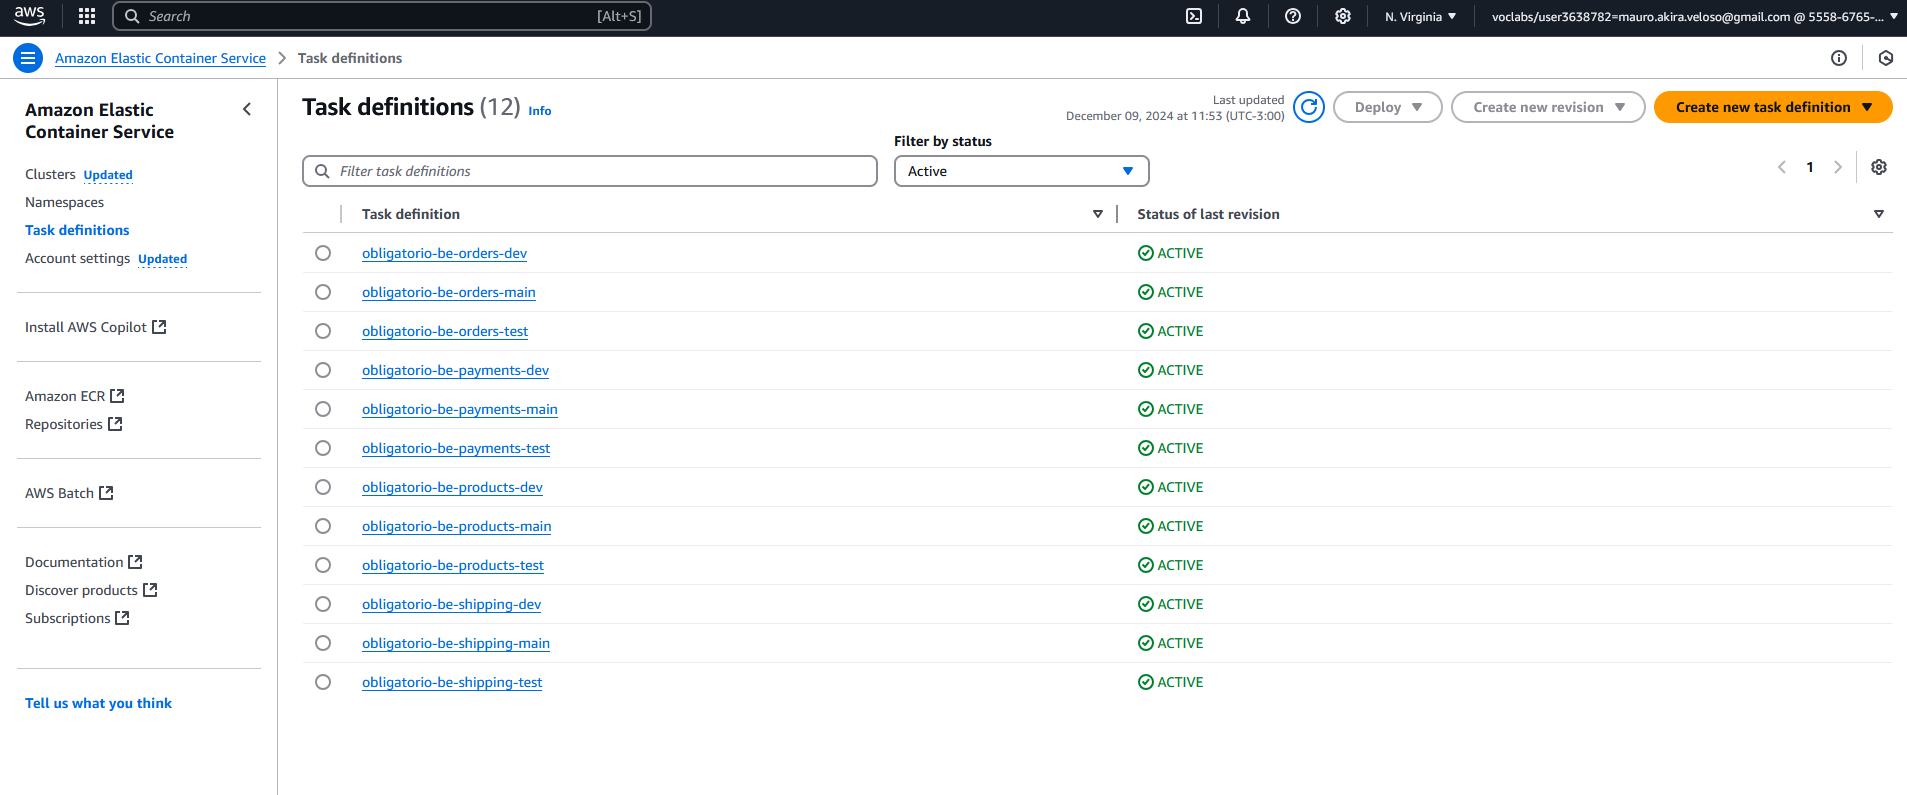 aws
Search [Alt+S]
N. Virginia
voclabs/user3638782=mauro.akira.veloso@gmail.com @ 5558-6765-...
Amazon Elastic Container Service
Task definitions
Amazon Elastic
Container Service
Clusters Updated
Namespaces
Task definitions
Account settings Updated
Install AWS Copilot
Amazon ECR
Repositories
AWS Batch
Documentation
Discover products
Subscriptions
Tell us what you think
Task definitions (12) Info
Last updated
December 09, 2024 at 11:53 (UTC-3:00)
Deploy
Create new revision
Create new task definition
Filter by status
Filter task definitions
Active
1
Task definition Status of last revision
obligatorio-be-orders-dev ACTIVE
obligatorio-be-orders-main ACTIVE
obligatorio-be-orders-test ACTIVE
obligatorio-be-payments-dev ACTIVE
obligatorio-be-payments-main ACTIVE
obligatorio-be-payments-test ACTIVE
obligatorio-be-products-dev ACTIVE
obligatorio-be-products-main ACTIVE
obligatorio-be-products-test ACTIVE
obligatorio-be-shipping-dev ACTIVE
obligatorio-be-shipping-main ACTIVE
obligatorio-be-shipping-test ACTIVE